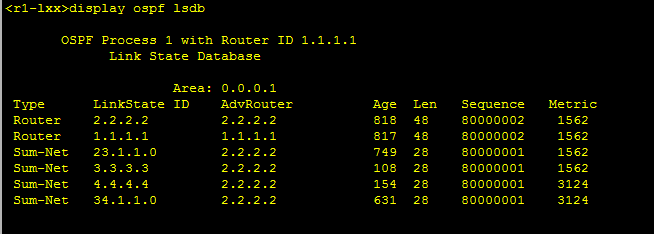 <r1-lxx>display ospf lsdb
OSPF Process 1 with Router ID 1.1.1.1
Link State Database
Area: 0.0.0.1
Type LinkState ID AdvRouter Age Len Sequence Metric
Router 2.2.2.2 2.2.2.2 818 48 80000002 1562
Router 1.1.1.1 1.1.1.1 817 48 80000002 1562
Sum-Net 23.1.1.0 2.2.2.2 749 28 80000001 1562
Sum-Net 3.3.3.3 2.2.2.2 108 28 80000001 1562
Sum-Net 4.4.4.4 2.2.2.2 154 28 80000001 3124
Sum-Net 34.1.1.0 2.2.2.2 631 28 80000001 3124